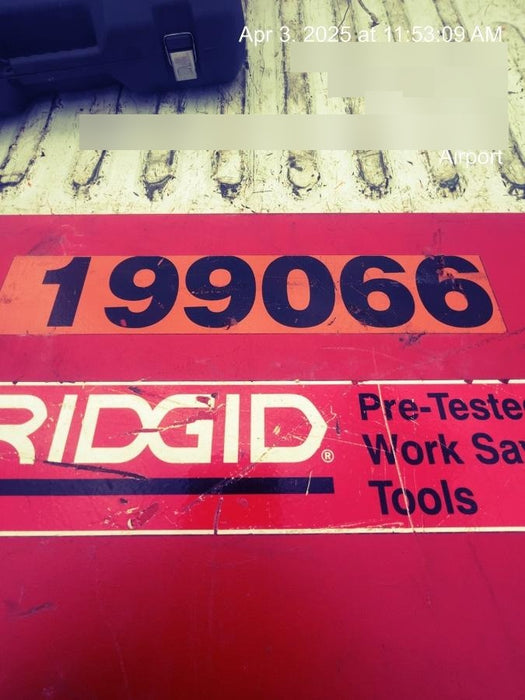 Apr 3, 2025 at 11:53:09 AM
Airport
199066
RIDGID®
Pre-Teste
Work Sa
Tools